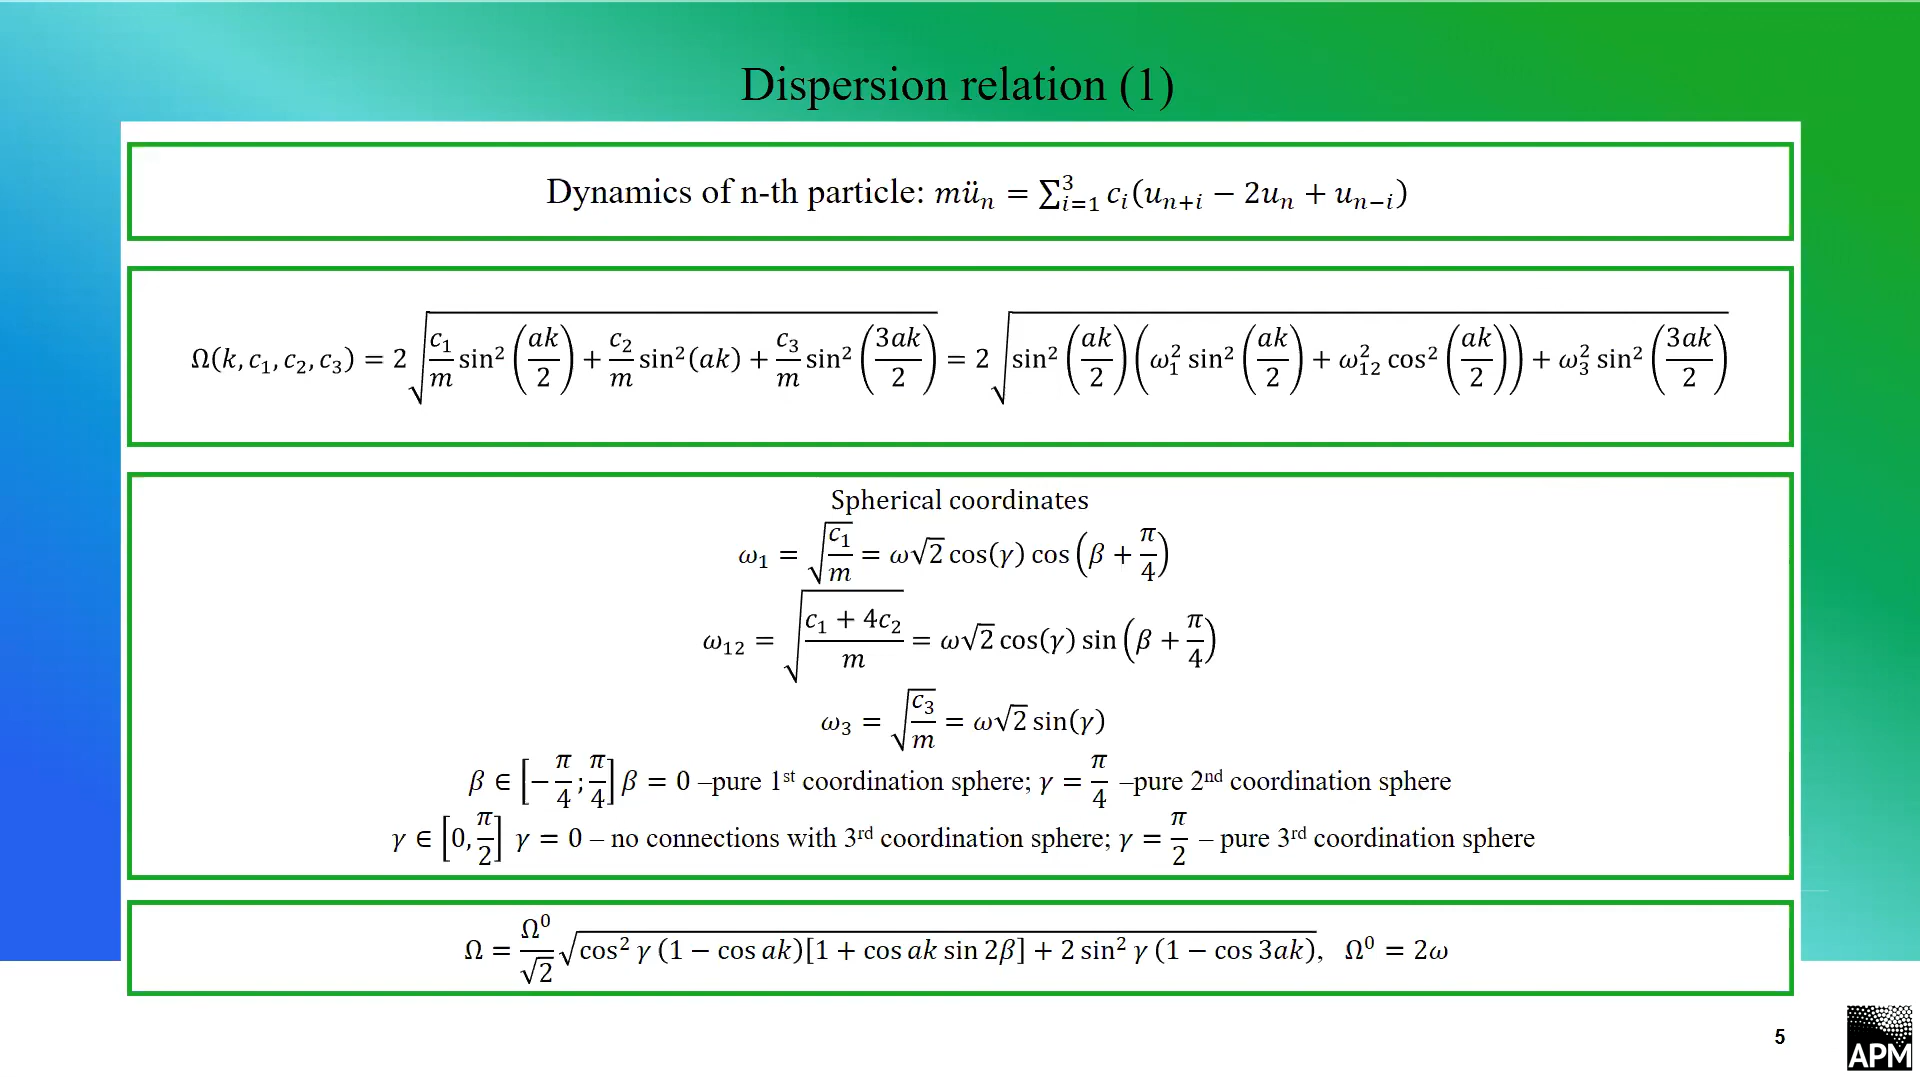 Dispersion relation (1)
Dynamics of n-th particle: $m\ddot{u}_n = \sum_{i=1}^{3} c_i(u_{n+i} - 2u_n + u_{n-i})$
$\Omega(k, c_1, c_2, c_3) = 2\sqrt{\frac{c_1}{m}\sin^2\left(\frac{ak}{2}\right) + \frac{c_2}{m}\sin^2(ak) + \frac{c_3}{m}\sin^2\left(\frac{3ak}{2}\right)} = 2\sqrt{\sin^2\left(\frac{ak}{2}\right)\left(\omega_1^2 \sin^2\left(\frac{ak}{2}\right) + \omega_{12}^2 \cos^2\left(\frac{ak}{2}\right)\right) + \omega_3^2 \sin^2\left(\frac{3ak}{2}\right)}$
Spherical coordinates
$\omega_1 = \sqrt{\frac{c_1}{m}} = \omega\sqrt{2}\cos(\gamma)\cos\left(\beta + \frac{\pi}{4}\right)$
$\omega_{12} = \sqrt{\frac{c_1 + 4c_2}{m}} = \omega\sqrt{2}\cos(\gamma)\sin\left(\beta + \frac{\pi}{4}\right)$
$\omega_3 = \sqrt{\frac{c_3}{m}} = \omega\sqrt{2}\sin(\gamma)$
$\beta \in \left[-\frac{\pi}{4}; \frac{\pi}{4}\right]$ $\beta = 0$ –pure 1st coordination sphere; $\gamma = \frac{\pi}{4}$ –pure 2nd coordination sphere
$\gamma \in \left[0, \frac{\pi}{2}\right]$ $\gamma = 0$ – no connections with 3rd coordination sphere; $\gamma = \frac{\pi}{2}$ – pure 3rd coordination sphere
$\Omega = \frac{\Omega^0}{\sqrt{2}}\sqrt{\cos^2\gamma\,(1 - \cos ak)[1 + \cos ak \sin 2\beta] + 2\sin^2\gamma\,(1 - \cos 3ak)}, \quad \Omega^0 = 2\omega$
5
APM